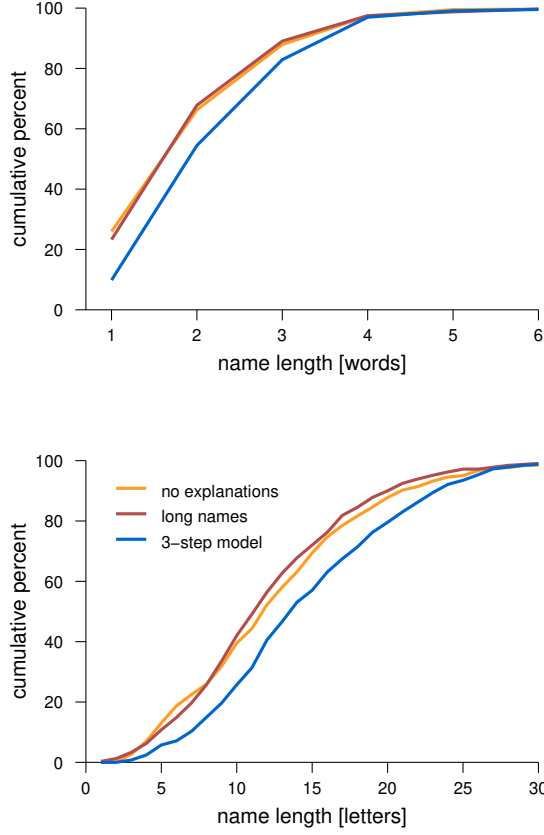 100
80
60
40
20
0
cumulative percent
1 2 3 4 5 6
name length [words]
100
80
60
40
20
0
cumulative percent
no explanations
long names
3−step model
0 5 10 15 20 25 30
name length [letters]